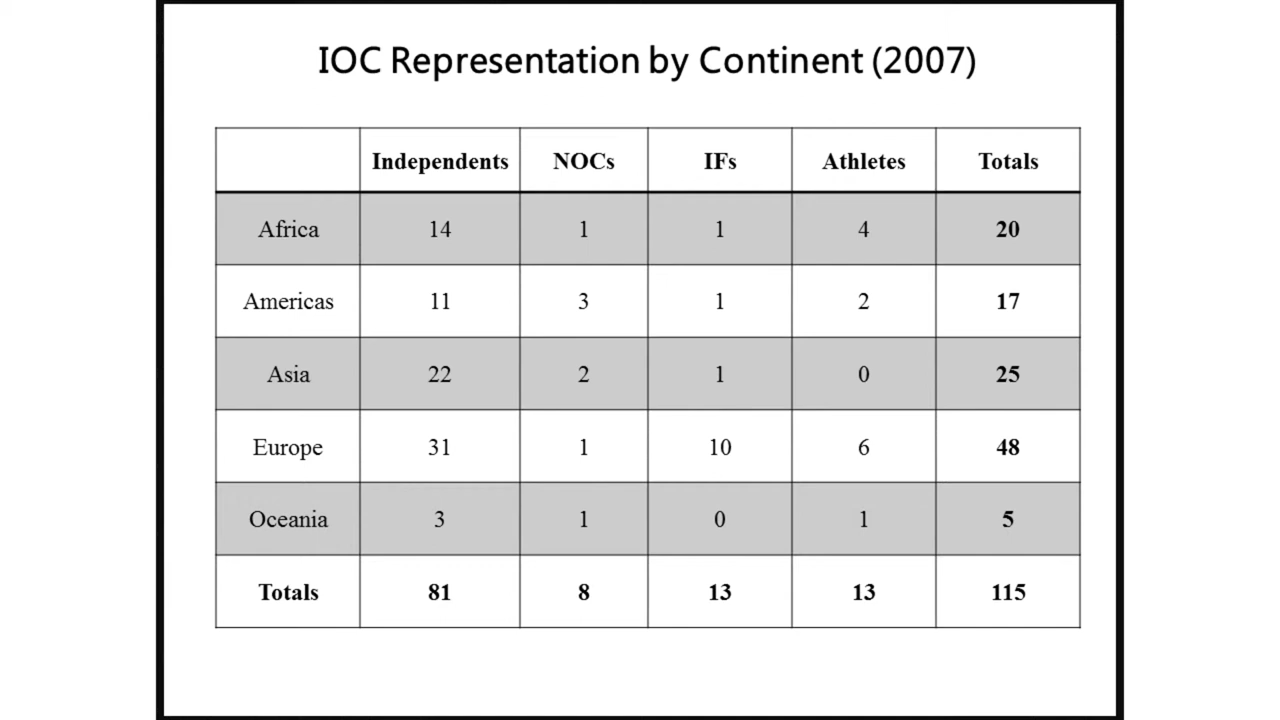 IOC Representation by Continent (2007)
Independents NOCs IFs Athletes Totals
Africa 14 1 1 4 20
Americas 11 3 1 2 17
Asia 22 2 1 0 25
Europe 31 1 10 6 48
Oceania 3 1 0 1 5
Totals 81 8 13 13 115